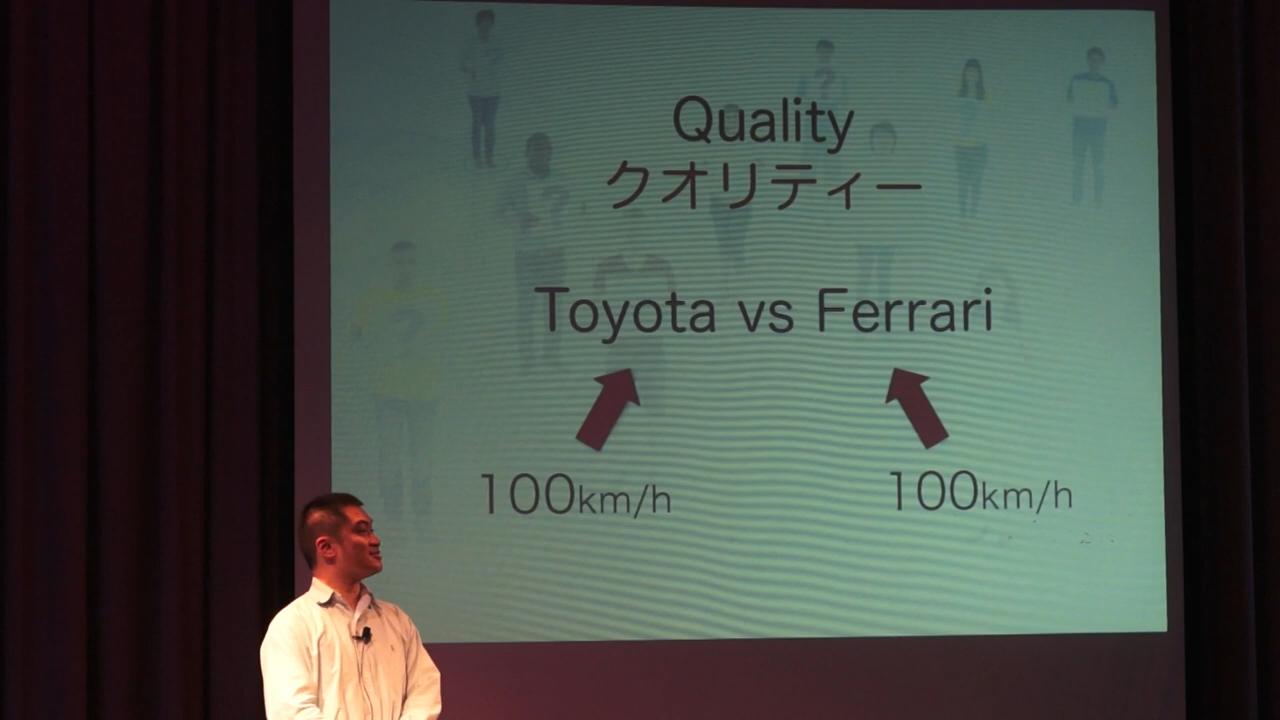 Quality
クオリティー
Toyota vs Ferrari
100km/h 100km/h